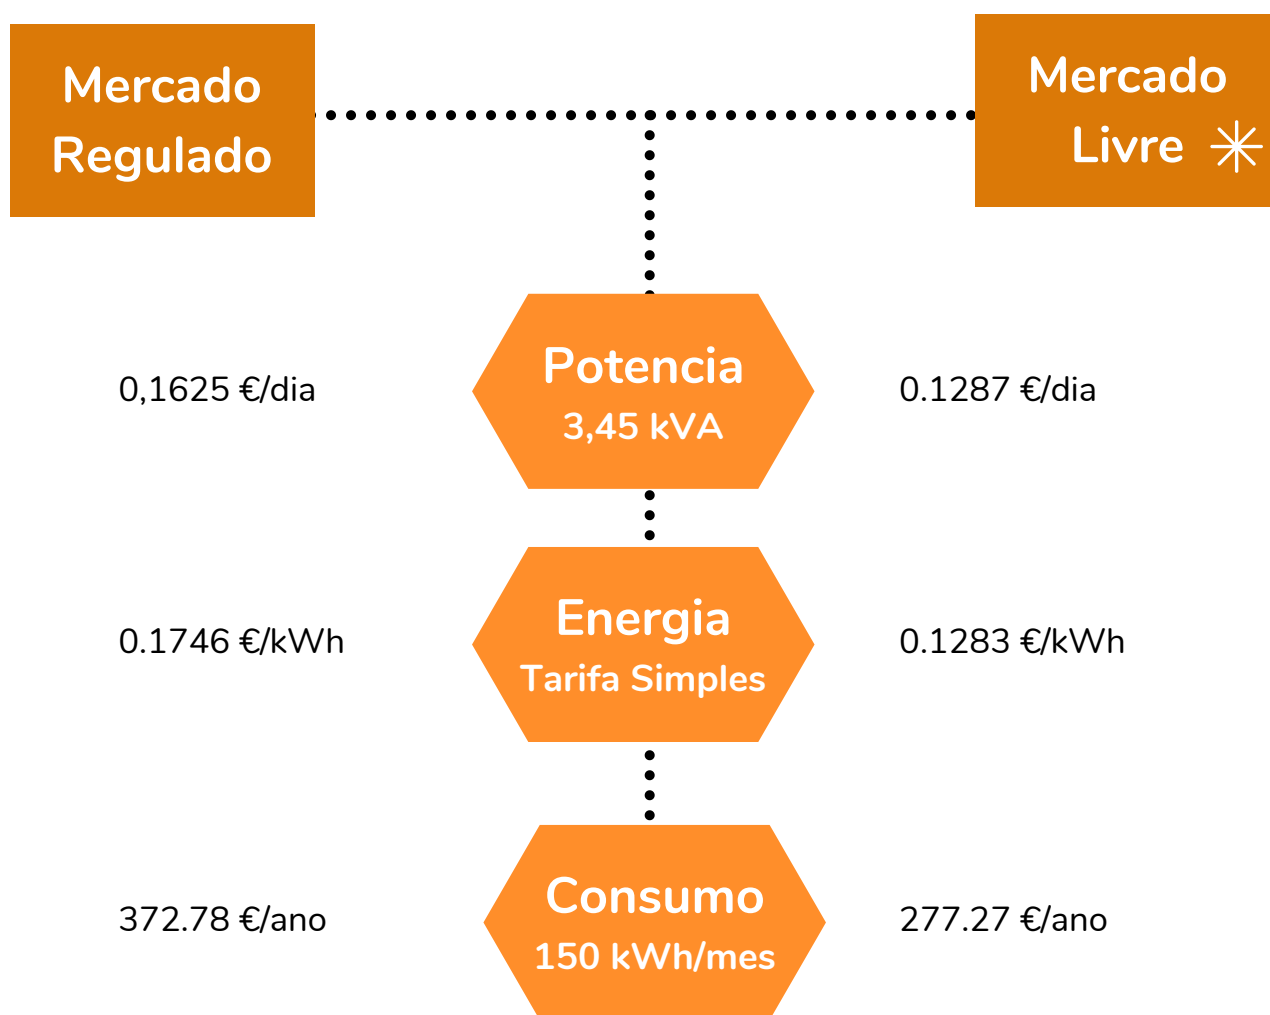 Mercado
Regulado
Mercado
Livre
0,1625 €/dia
Potencia
3,45 kVA
0.1287 €/dia
0.1746 €/kWh
Energia
Tarifa Simples
0.1283 €/kWh
372.78 €/ano
Consumo
150 kWh/mes
277.27 €/ano